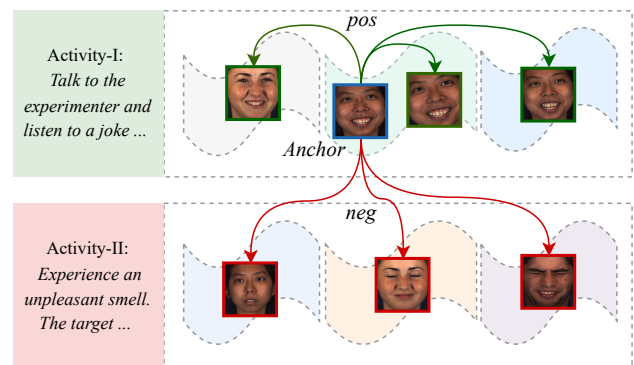 pos
Activity-I:
Talk to the
experimenter and
listen to a joke ...
Anchor
neg
Activity-II:
Experience an
unpleasant smell.
The target ...